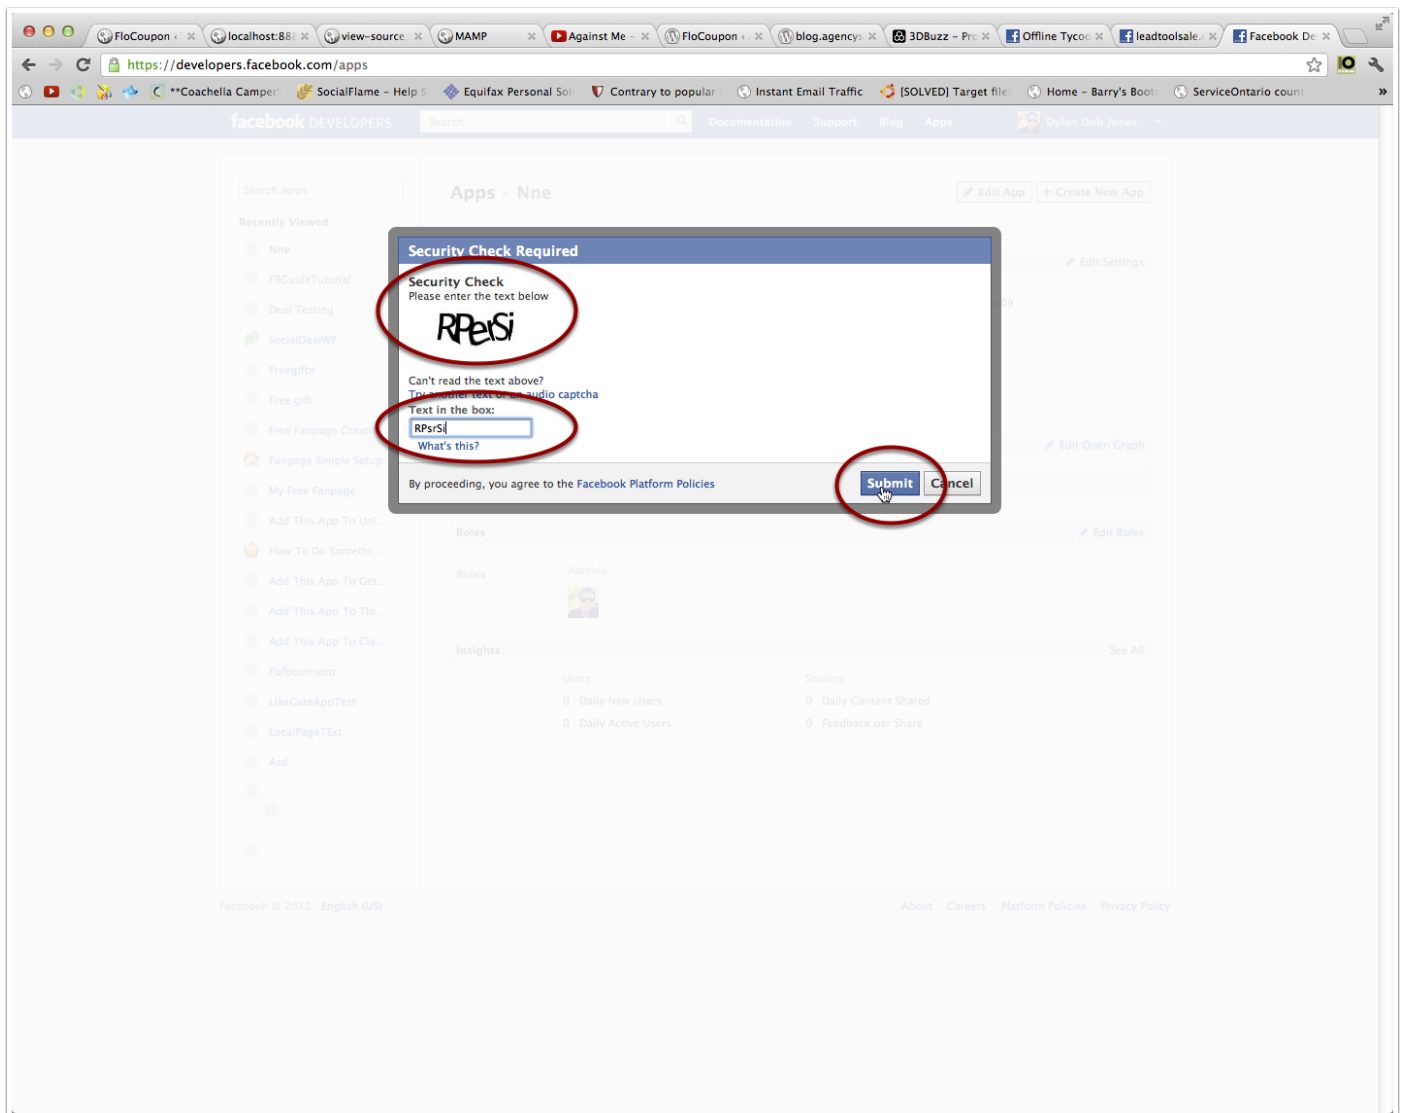 FloCoupon ‹
localhost:888
view-source:
MAMP
Against Me –
FloCoupon ‹
blog.agencys
3DBuzz – Pro
Offline Tycoo
leadtoolsale.c
Facebook De
https://developers.facebook.com/apps
**Coachella Camper
SocialFlame – Help S
Equifax Personal Sol
Contrary to popular
Instant Email Traffic
[SOLVED] Target files
Home – Barry's Boot
ServiceOntario coun
»
facebook DEVELOPERS
Search
Documentation
Support
Blog
Apps
Dylan Dub Jones
Search Apps
Apps ▸ Nne
Edit App
+ Create New App
Recently Viewed
Nne
FBGuideTutorial
Deal Testing
SocialDealWP
Freegiftx
Free gift
Free Fanpage Creato
Fanpage Simple Setup
My Free Fanpage
Add This App To Unl...
How To Do Somethi...
Add This App To Get...
Add This App To Thi...
Add This App To Cla...
Fbfbconnectr
LikeGateAppTest
LocalPageTEst
Asd
Edit Settings
09
Security Check Required
Security Check
Please enter the text below
RPerSi
Can't read the text above?
Try another text or an audio captcha
Text in the box:
RPsrSi
What's this?
By proceeding, you agree to the Facebook Platform Policies
Submit
Cancel
Edit Open Graph
Roles
Edit Roles
Roles
Admins:
Insights
See All
Users
Sharing
0 Daily New Users
0 Daily Content Shared
0 Daily Active Users
0 Feedback per Share
Facebook © 2012 · English (US)
About
Careers
Platform Policies
Privacy Policy